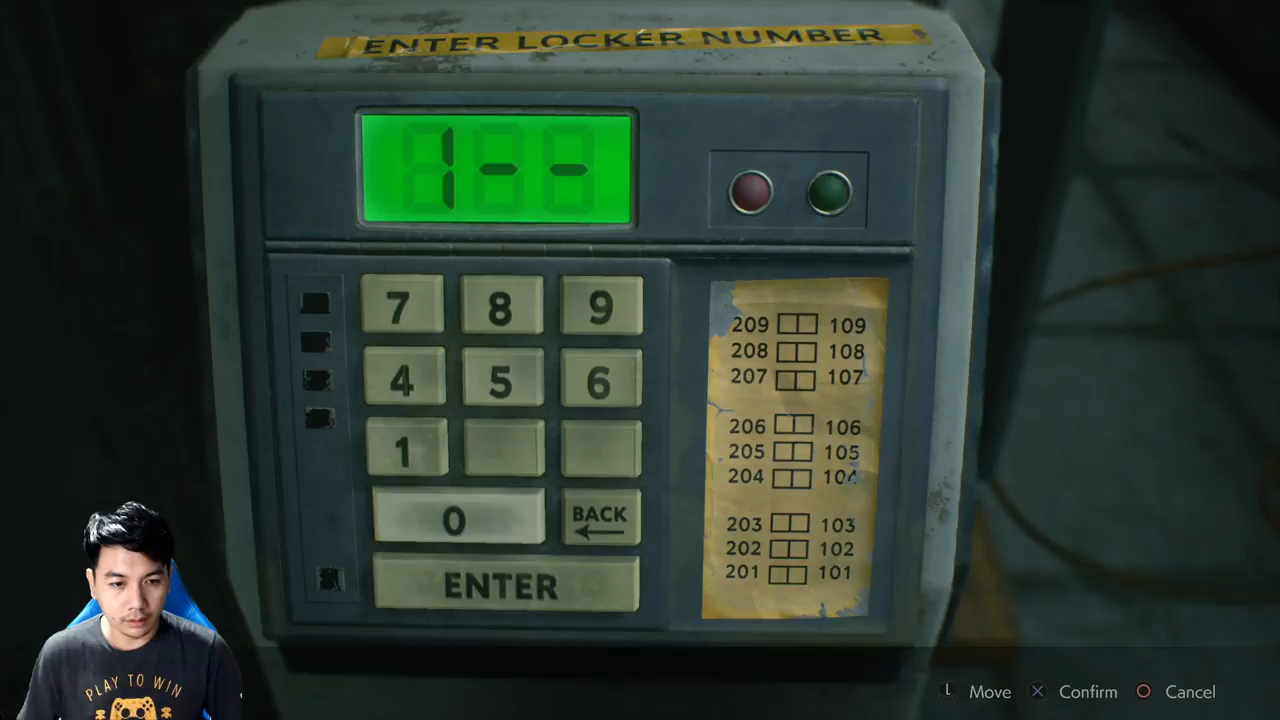 ENTER LOCKER NUMBER
1--
7 8 9
4 5 6
1
0 BACK
ENTER
209 109
208 108
207 107
206 106
205 105
204 104
203 103
202 102
201 101
PLAY TO WIN
L Move X Confirm O Cancel